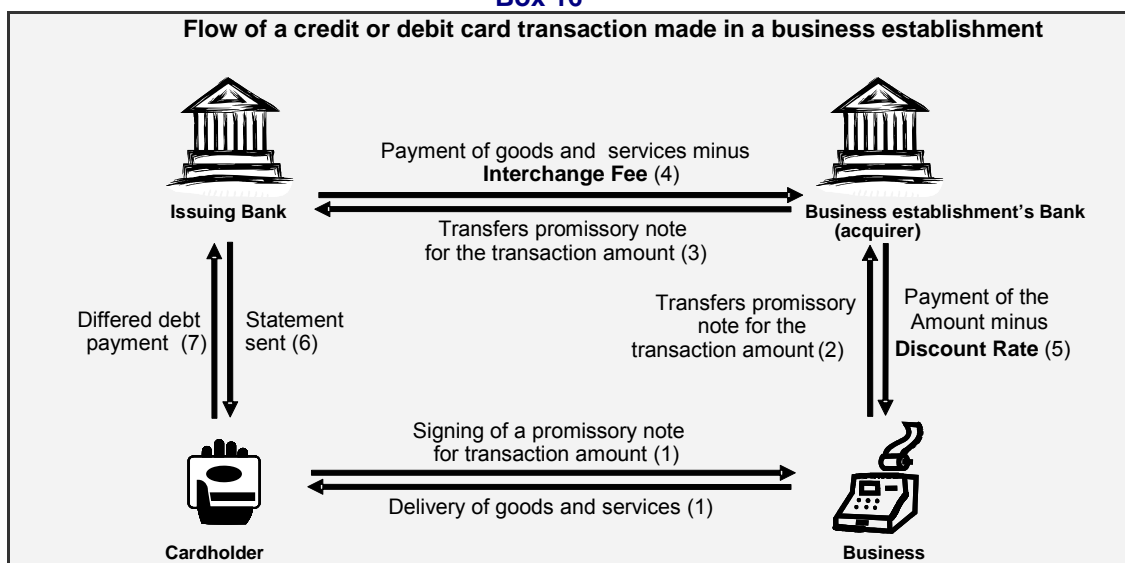 Box 16
Flow of a credit or debit card transaction made in a business establishment
Payment of goods and services minus
Interchange Fee (4)
Issuing Bank
Business establishment's Bank
(acquirer)
Transfers promissory note
for the transaction amount (3)
Differed debt
payment (7)
Statement
sent (6)
Transfers promissory
note for the
transaction amount (2)
Payment of the
Amount minus
Discount Rate (5)
Signing of a promissory note
for transaction amount (1)
Delivery of goods and services (1)
Cardholder
Business